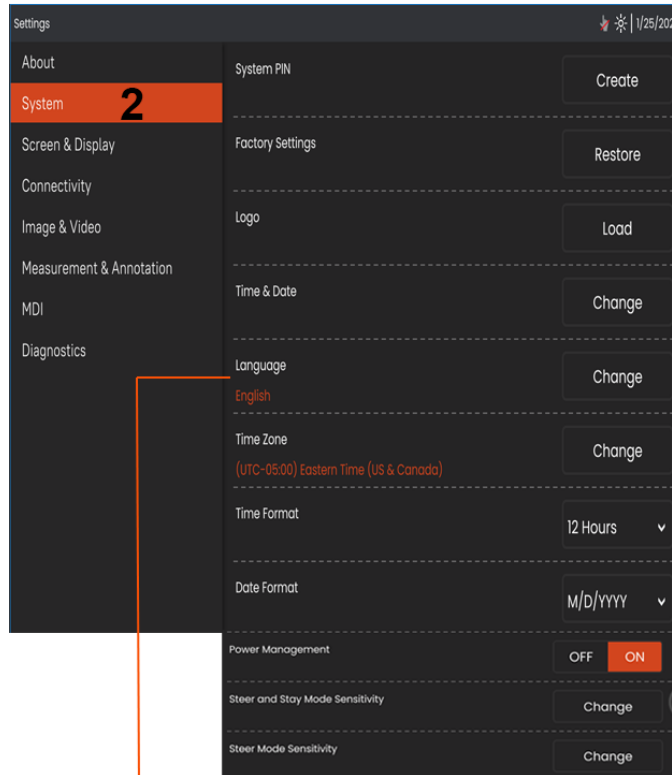 Settings
1/25/202
About
System
2
Screen & Display
Connectivity
Image & Video
Measurement & Annotation
MDI
Diagnostics
System PIN
Create
Factory Settings
Restore
Logo
Load
Time & Date
Change
Language
English
Change
Time Zone
(UTC-05:00) Eastern Time (US & Canada)
Change
Time Format
12 Hours
Date Format
M/D/YYYY
Power Management
OFF ON
Steer and Stay Mode Sensitivity
Change
Steer Mode Sensitivity
Change